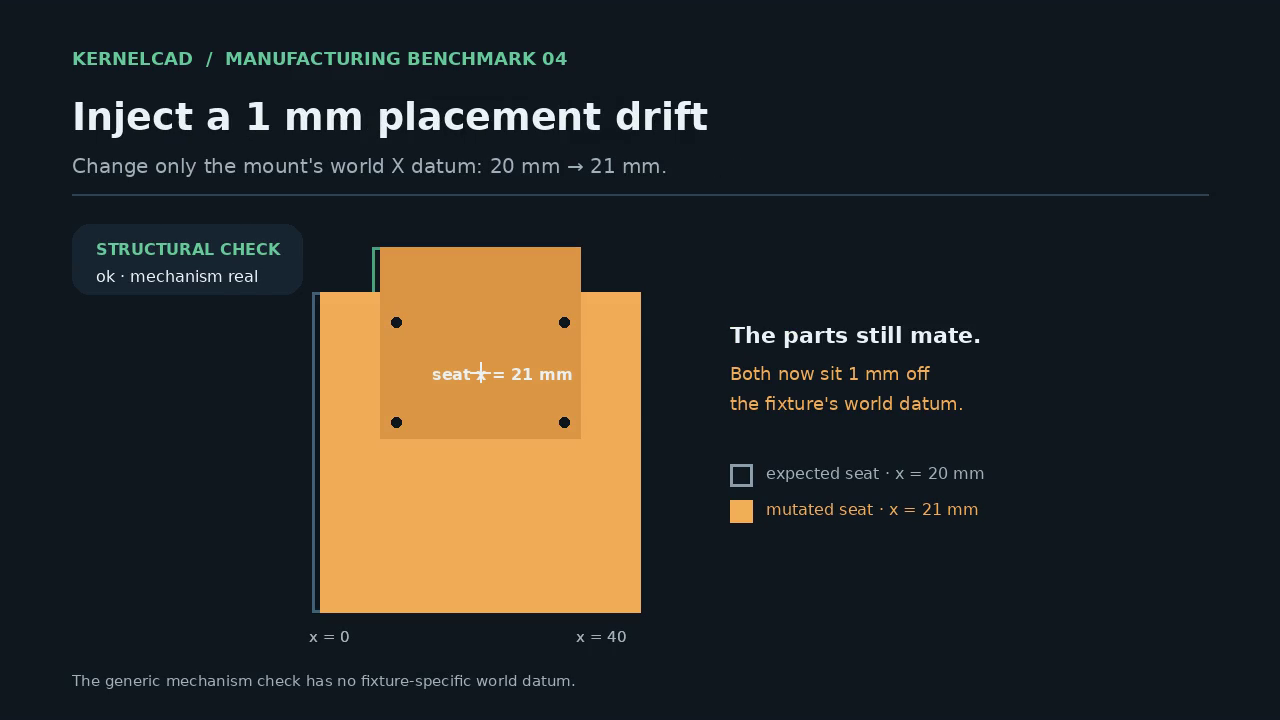 KERNELCAD / MANUFACTURING BENCHMARK 04
Inject a 1 mm placement drift
Change only the mount's world X datum: 20 mm → 21 mm.
STRUCTURAL CHECK
ok · mechanism real
seat x = 21 mm
The parts still mate.
Both now sit 1 mm off
the fixture's world datum.
expected seat · x = 20 mm
mutated seat · x = 21 mm
x = 0
x = 40
The generic mechanism check has no fixture-specific world datum.